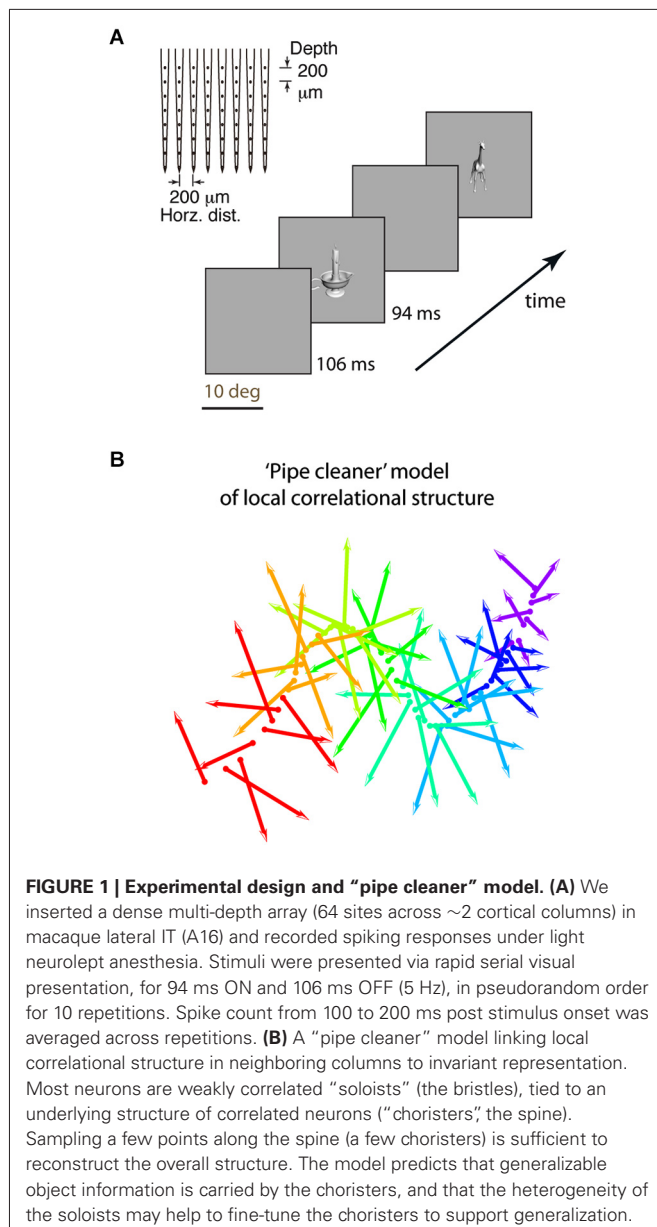 A
Depth
200
μm
200 μm
Horz. dist.
94 ms
time
106 ms
10 deg
B
'Pipe cleaner' model
of local correlational structure
FIGURE 1 | Experimental design and “pipe cleaner” model. (A) We
inserted a dense multi-depth array (64 sites across ∼2 cortical columns) in
macaque lateral IT (A16) and recorded spiking responses under light
neurolept anesthesia. Stimuli were presented via rapid serial visual
presentation, for 94 ms ON and 106 ms OFF (5 Hz), in pseudorandom order
for 10 repetitions. Spike count from 100 to 200 ms post stimulus onset was
averaged across repetitions. (B) A “pipe cleaner” model linking local
correlational structure in neighboring columns to invariant representation.
Most neurons are weakly correlated “soloists” (the bristles), tied to an
underlying structure of correlated neurons (“choristers”, the spine).
Sampling a few points along the spine (a few choristers) is sufficient to
reconstruct the overall structure. The model predicts that generalizable
object information is carried by the choristers, and that the heterogeneity of
the soloists may help to fine-tune the choristers to support generalization.